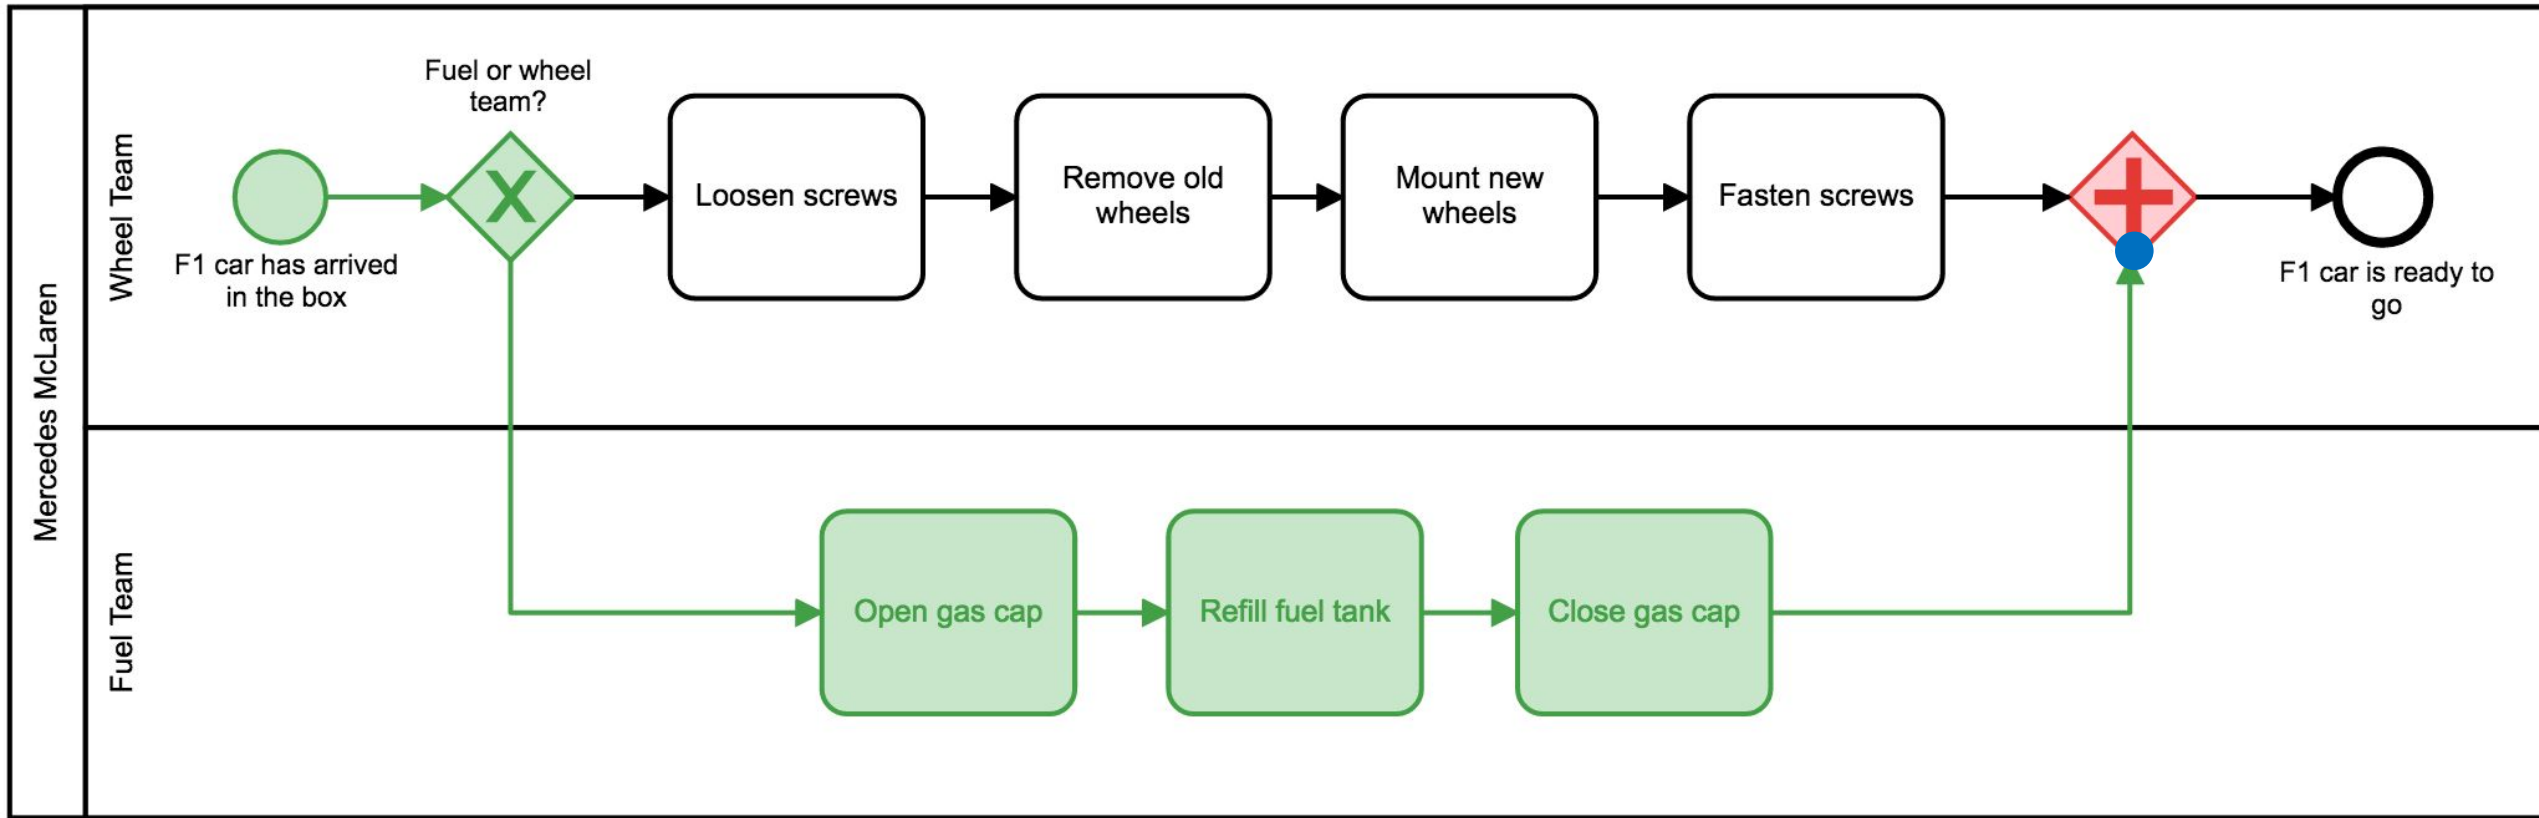 Mercedes McLaren
Wheel Team
Fuel or wheel
team?
X
F1 car has arrived
in the box
Loosen screws
Remove old
wheels
Mount new
wheels
Fasten screws
F1 car is ready to
go
Fuel Team
Open gas cap
Refill fuel tank
Close gas cap